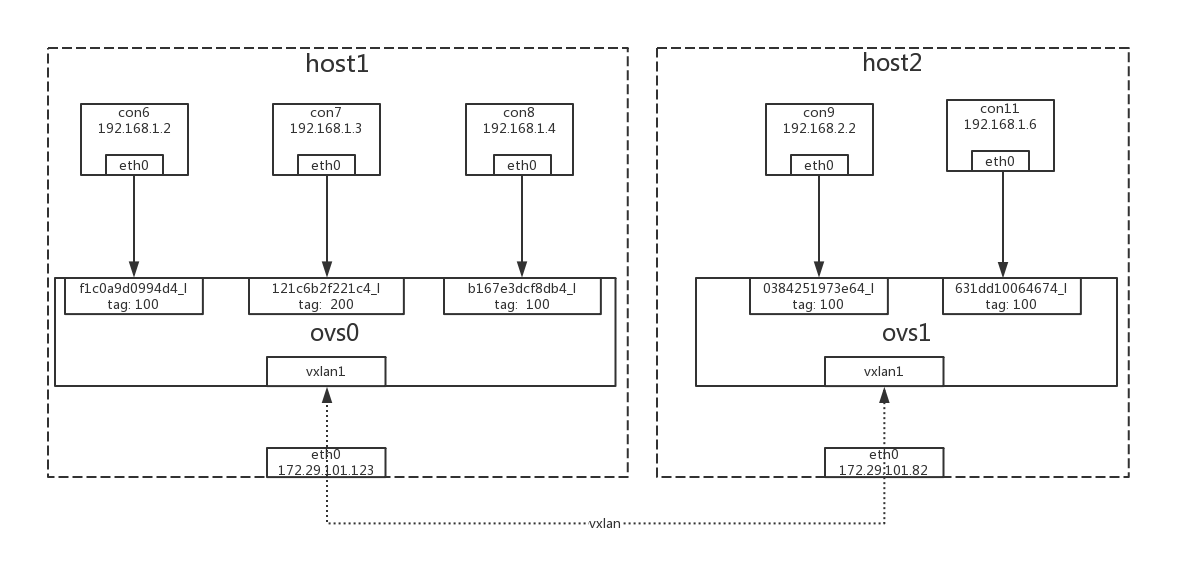 host1
con6
192.168.1.2
eth0
con7
192.168.1.3
eth0
con8
192.168.1.4
eth0
f1c0a9d0994d4_l
tag: 100
121c6b2f221c4_l
tag: 200
b167e3dcf8db4_l
tag: 100
ovs0
vxlan1
eth0
172.29.101.123
host2
con9
192.168.2.2
eth0
con11
192.168.1.6
eth0
0384251973e64_l
tag: 100
631dd10064674_l
tag: 100
ovs1
vxlan1
eth0
172.29.101.82
vxlan